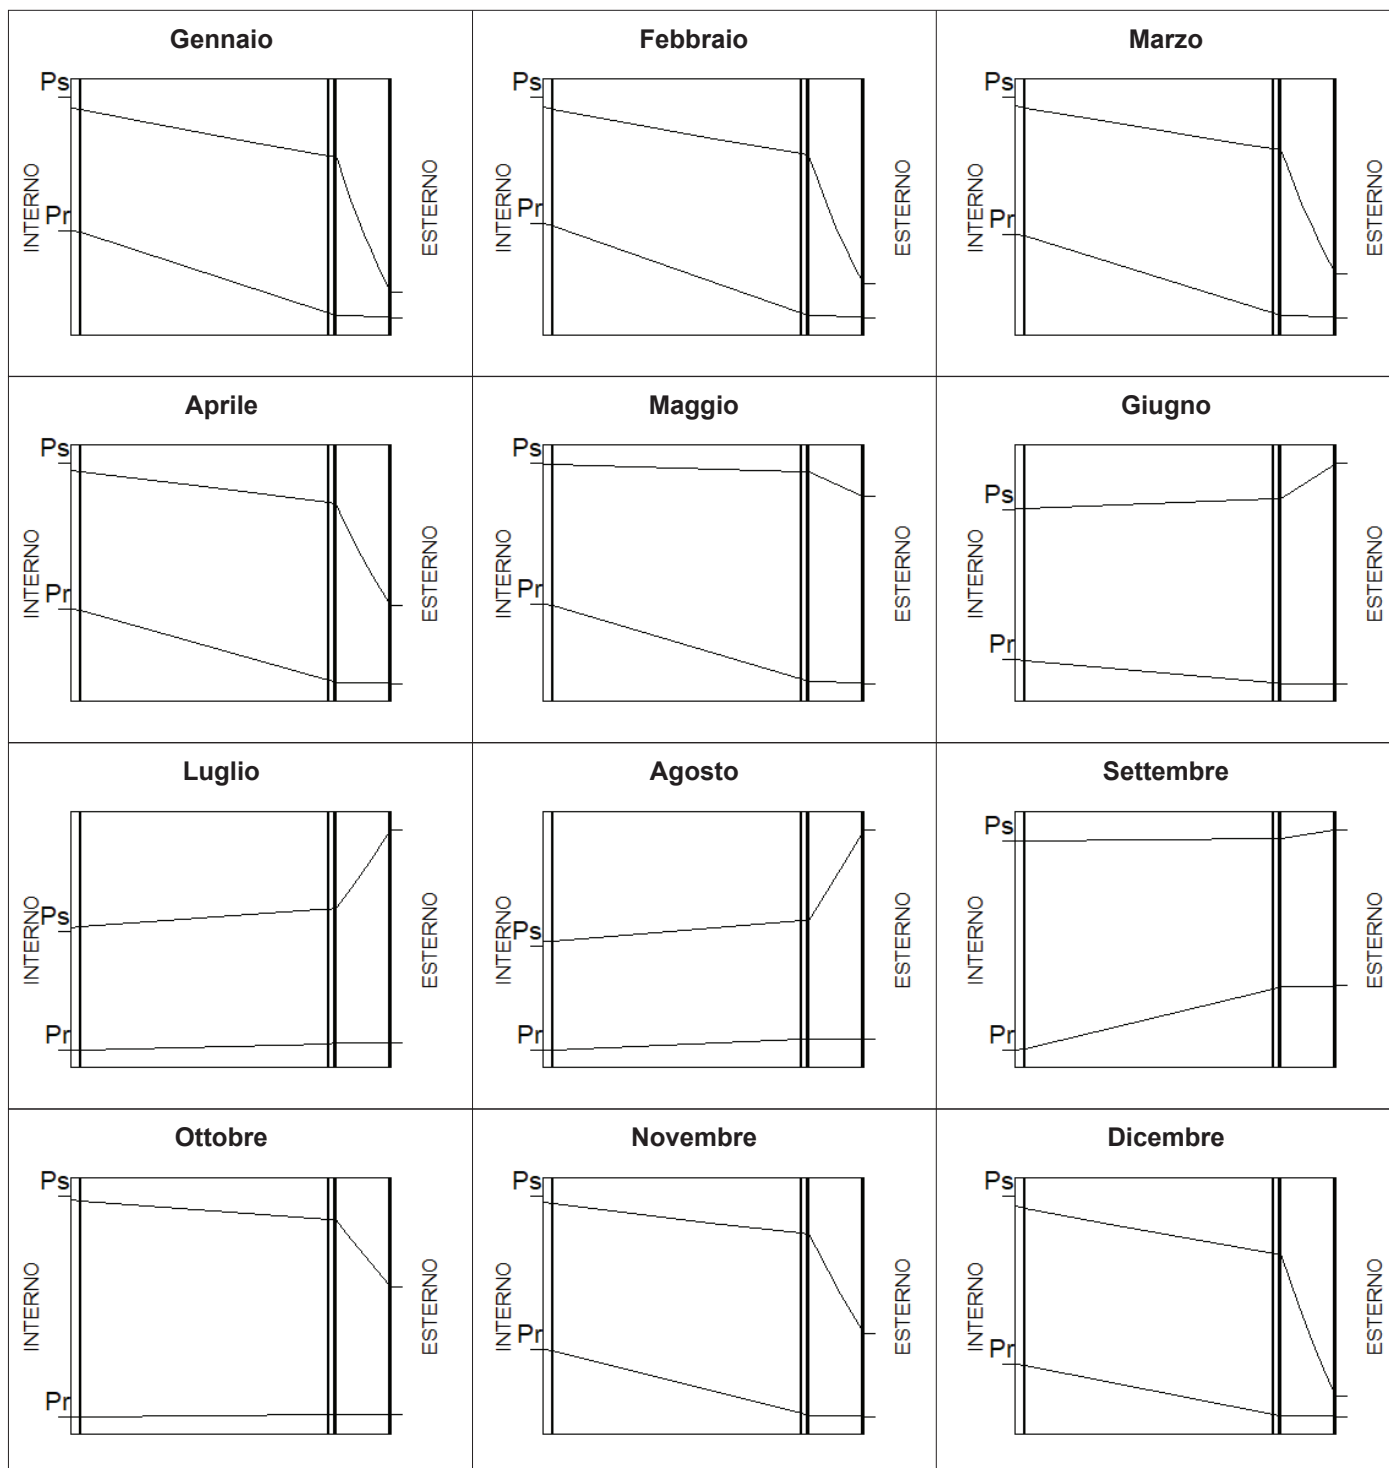 Gennaio
Ps
INTERNO
Pr
ESTERNO
Febbraio
Ps
INTERNO
Pr
ESTERNO
Marzo
Ps
INTERNO
Pr
ESTERNO
Aprile
Ps
INTERNO
Pr
ESTERNO
Maggio
Ps
INTERNO
Pr
ESTERNO
Giugno
Ps
INTERNO
Pr
ESTERNO
Luglio
Ps
INTERNO
Pr
ESTERNO
Agosto
Ps
INTERNO
Pr
ESTERNO
Settembre
Ps
INTERNO
Pr
ESTERNO
Ottobre
Ps
INTERNO
Pr
ESTERNO
Novembre
Ps
INTERNO
Pr
ESTERNO
Dicembre
Ps
INTERNO
Pr
ESTERNO